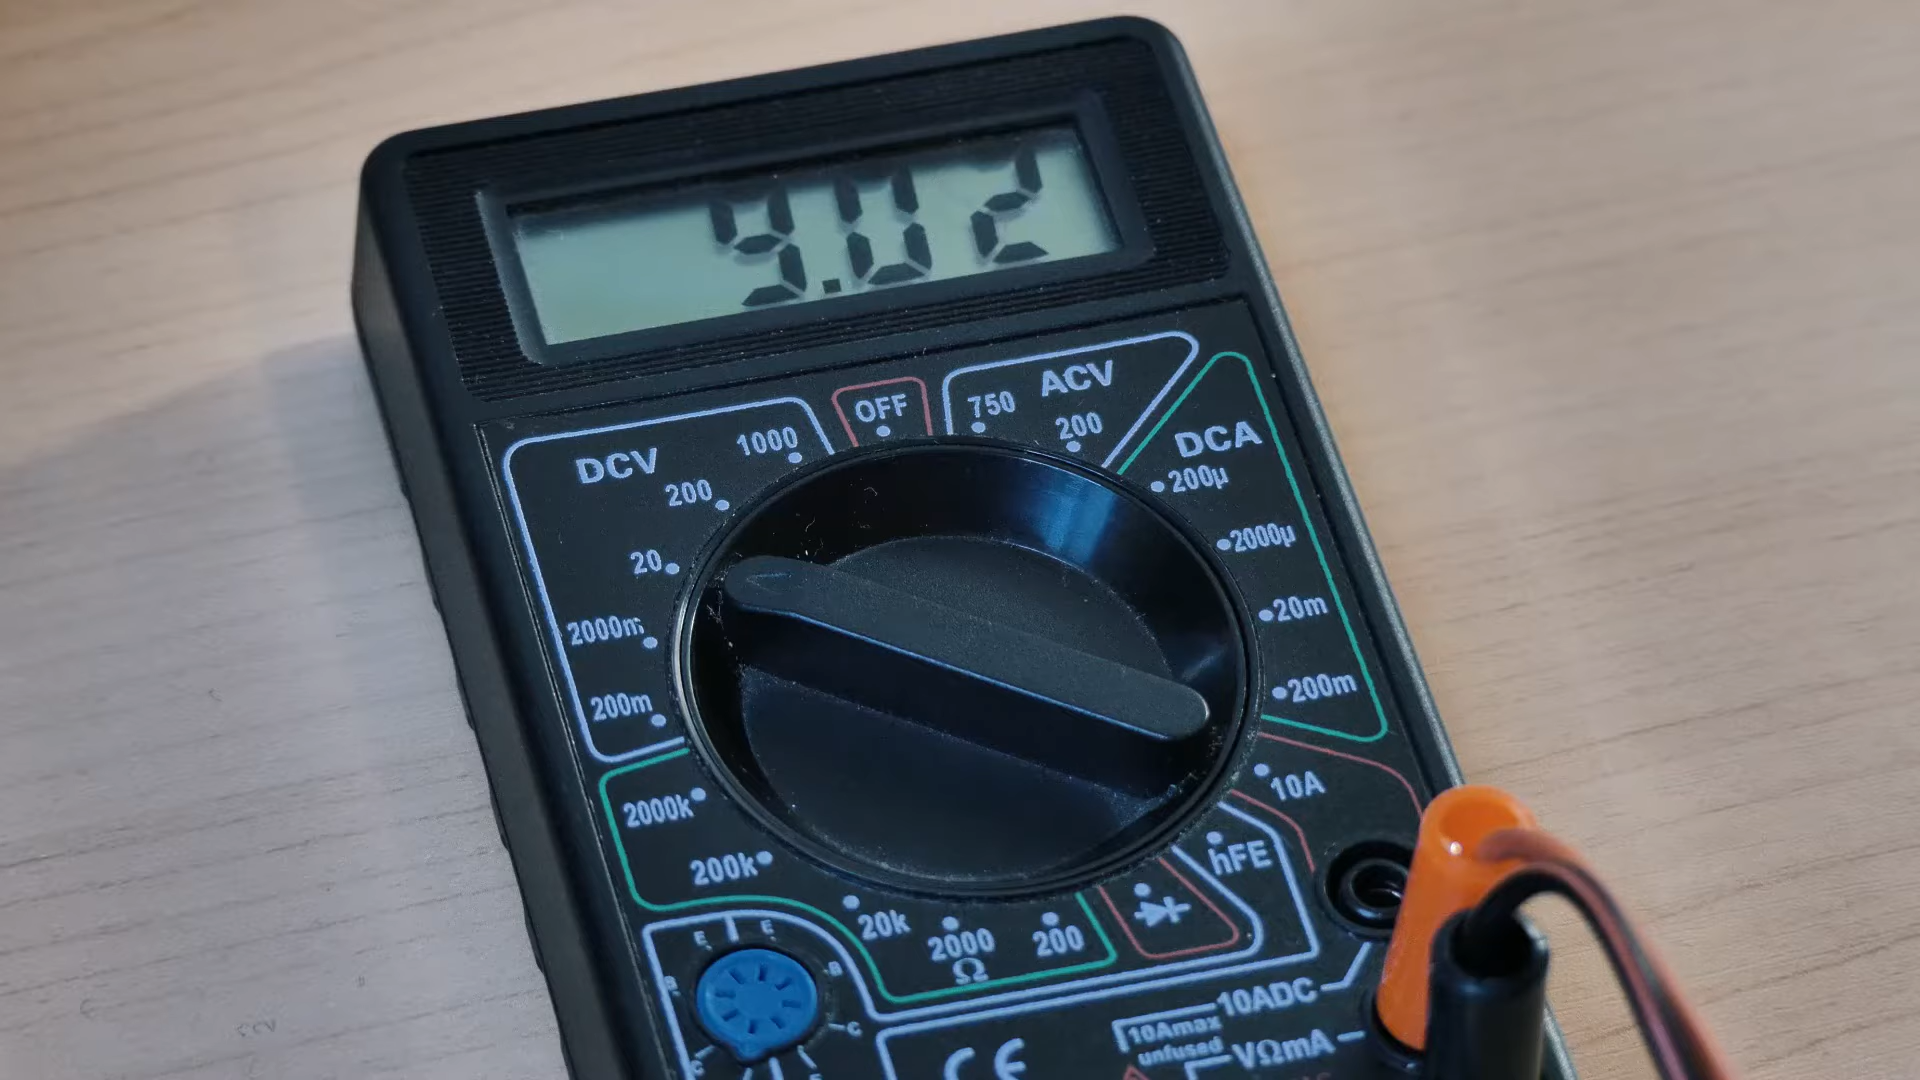 9.02
OFF
ACV
750
200
DCV
1000
200
20
2000m
200m
DCA
200µ
2000µ
20m
200m
10A
hFE
2000k
200k
20k
2000
200
Ω
E
E
B
B
C
C
E
10ADC
10Amax
unfused
VΩmA
CE